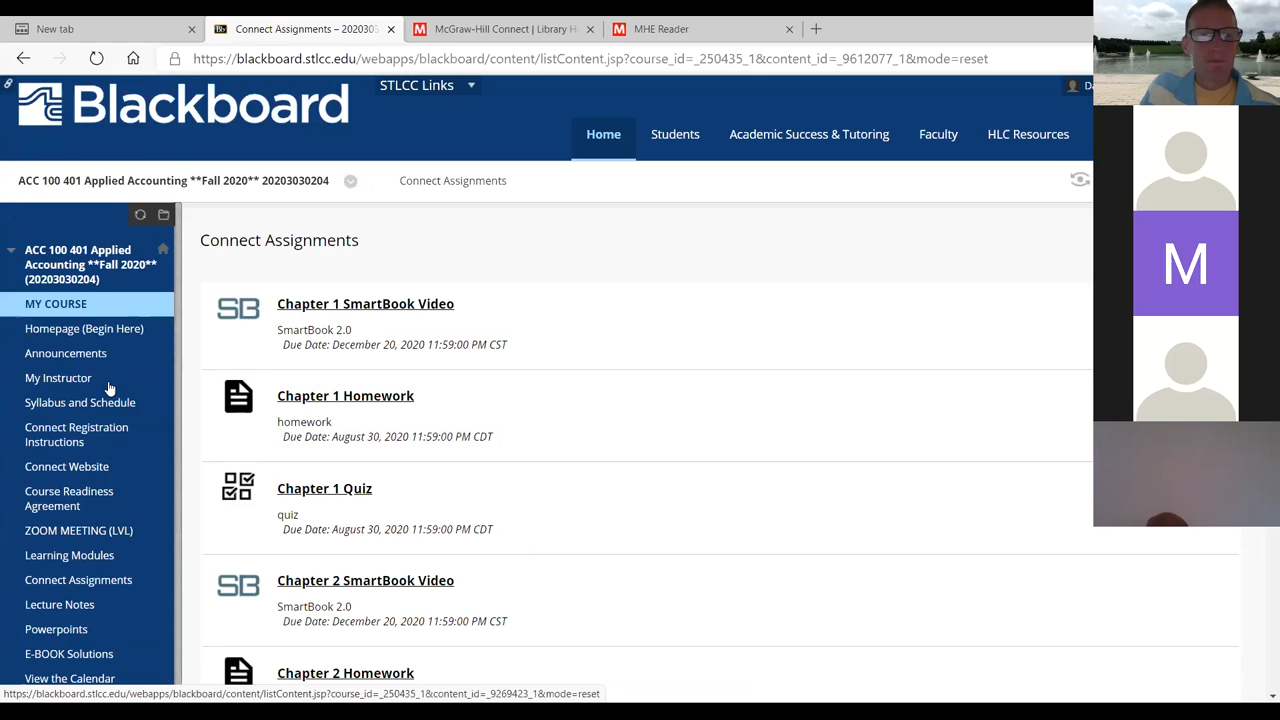 New tab
Connect Assignments – 2020303
McGraw-Hill Connect | Library H
MHE Reader
https://blackboard.stlcc.edu/webapps/blackboard/content/listContent.jsp?course_id=_250435_1&content_id=_9612077_1&mode=reset
Blackboard
STLCC Links
Home
Students
Academic Success & Tutoring
Faculty
HLC Resources
ACC 100 401 Applied Accounting **Fall 2020** 20203030204
Connect Assignments
ACC 100 401 Applied
Accounting **Fall 2020**
(20203030204)
MY COURSE
Homepage (Begin Here)
Announcements
My Instructor
Syllabus and Schedule
Connect Registration
Instructions
Connect Website
Course Readiness
Agreement
ZOOM MEETING (LVL)
Learning Modules
Connect Assignments
Lecture Notes
Powerpoints
E-BOOK Solutions
View the Calendar
Connect Assignments
SB
Chapter 1 SmartBook Video
SmartBook 2.0
Due Date: December 20, 2020 11:59:00 PM CST
Chapter 1 Homework
homework
Due Date: August 30, 2020 11:59:00 PM CDT
Chapter 1 Quiz
quiz
Due Date: August 30, 2020 11:59:00 PM CDT
SB
Chapter 2 SmartBook Video
SmartBook 2.0
Due Date: December 20, 2020 11:59:00 PM CST
Chapter 2 Homework
https://blackboard.stlcc.edu/webapps/blackboard/content/listContent.jsp?course_id=_250435_1&content_id=_9269423_1&mode=reset
M